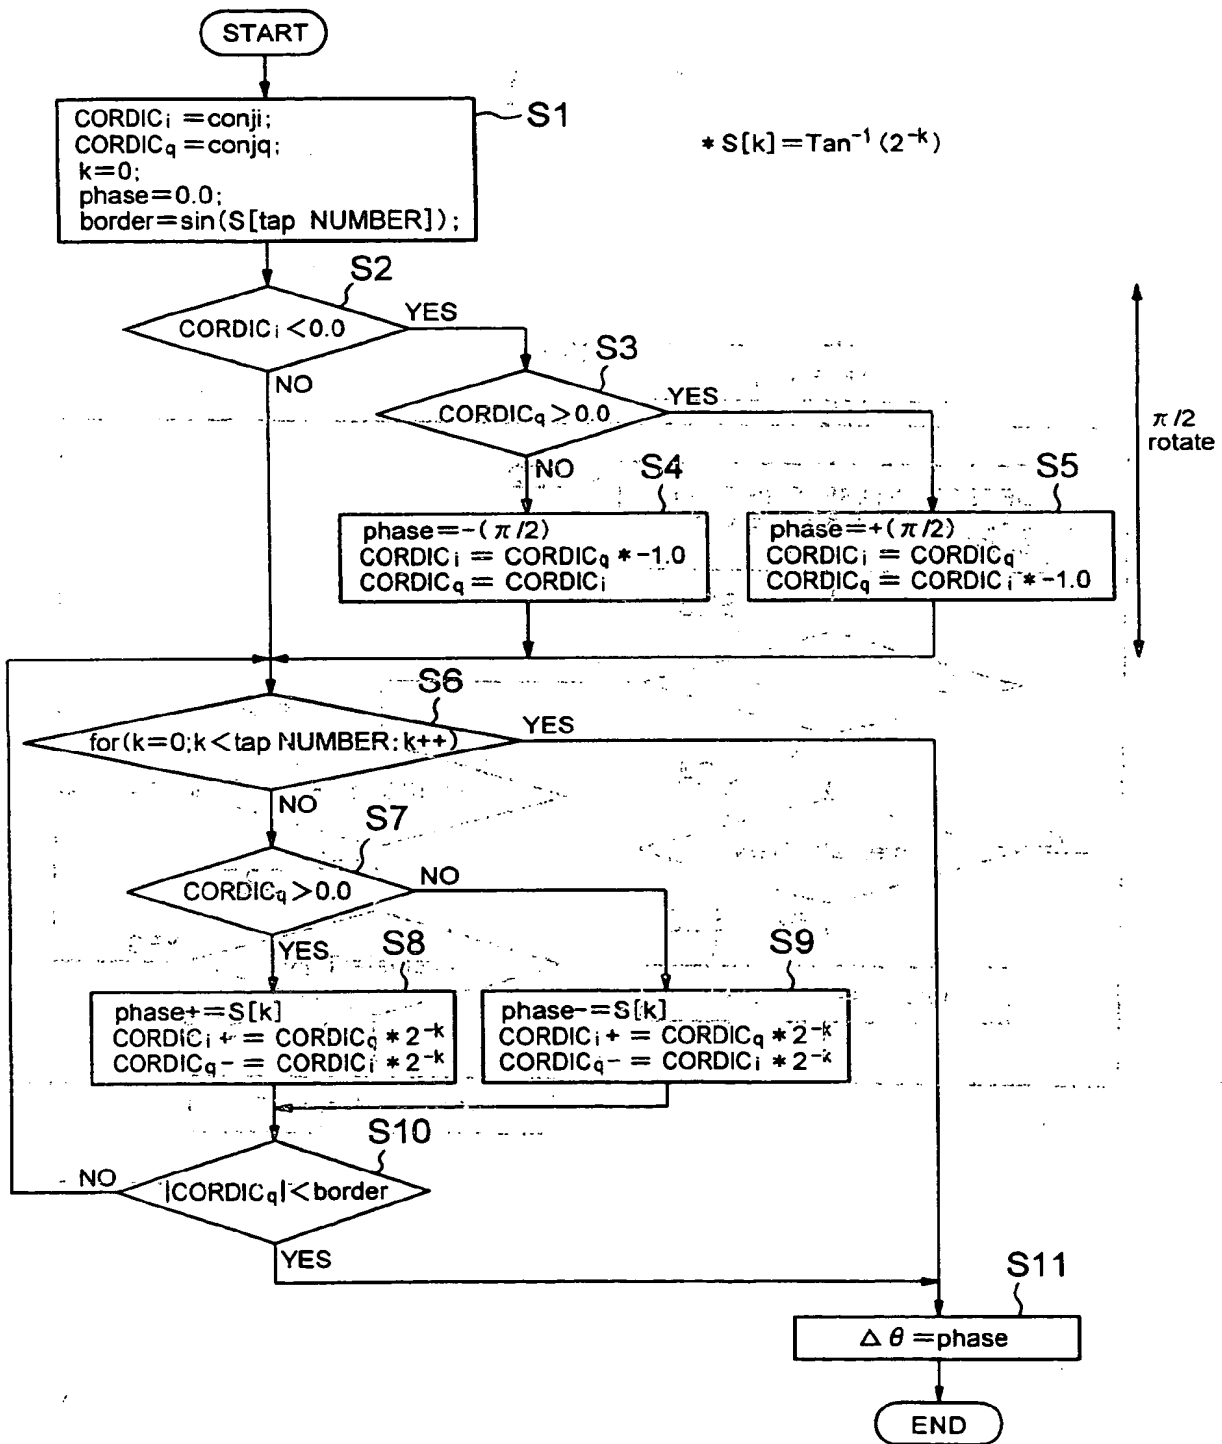 START
S1
CORDICi =conji;
CORDICq =conjq;
k=0;
phase=0.0;
border=sin(S[tap NUMBER]);
* S[k]=Tan⁻¹ (2⁻ᵏ)
S2
CORDICi <0.0
YES
NO
S3
CORDICq >0.0
YES
NO
π/2
rotate
S4
phase=-(π/2)
CORDICi = CORDICq * -1.0
CORDICq = CORDICi
S5
phase=+(π/2)
CORDICi = CORDICq
CORDICq = CORDICi * -1.0
S6
for(k=0;k<tap NUMBER;k++)
YES
NO
S7
CORDICq >0.0
NO
YES
S8
phase+=S[k]
CORDICi += CORDICq * 2⁻ᵏ
CORDICq -= CORDICi * 2⁻ᵏ
S9
phase-=S[k]
CORDICi += CORDICq * 2⁻ᵏ
CORDICq -= CORDICi * 2⁻ᵏ
S10
|CORDICq|<border
NO
YES
S11
Δθ=phase
END